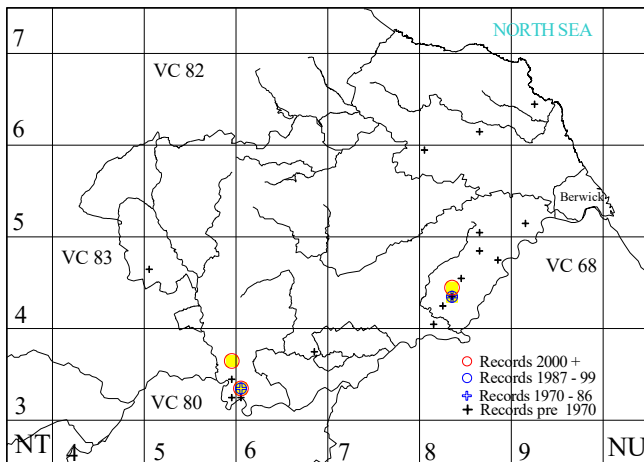 7
NORTH SEA
VC 82
6
Berwick
5
VC 83
VC 68
4
Records 2000 +
Records 1987 - 99
Records 1970 - 86
VC 80
Records pre 1970
3
NT 4 5 6 7 8 9 NU